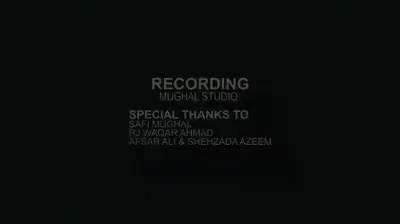 RECORDING
MUGHAL STUDIO
SPECIAL THANKS TO
SAFI MUGHAL
RJ WAQAR AHMAD
AFSAR ALI & SHEHZADA AZEEM